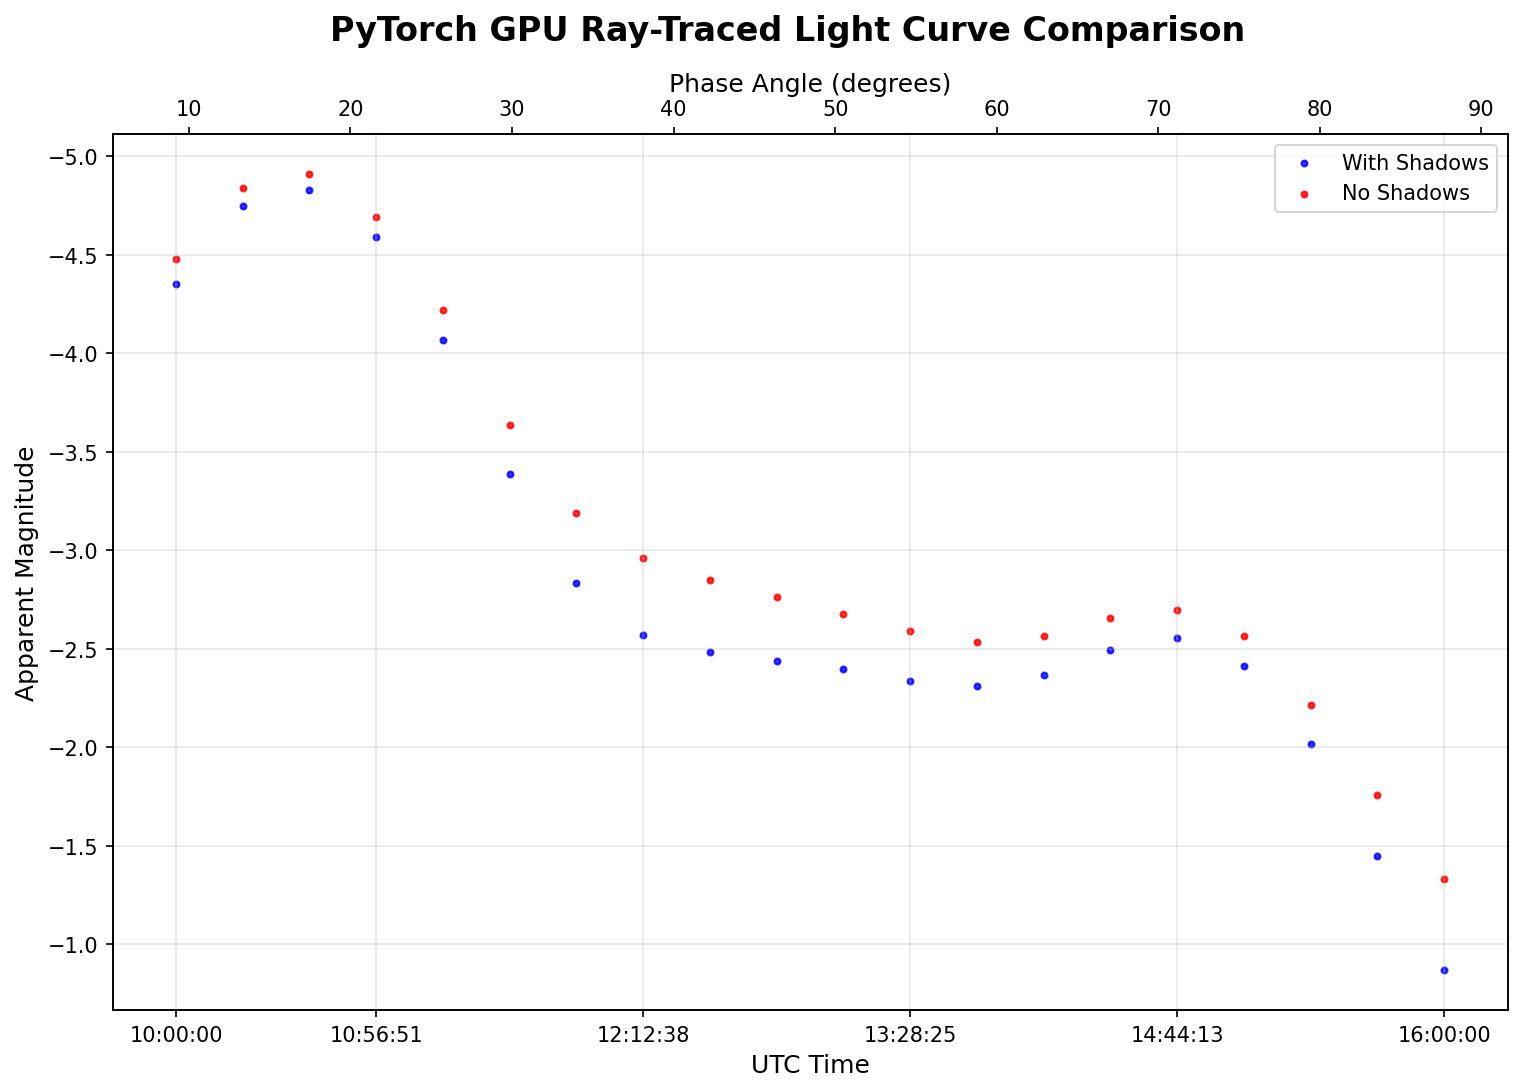 PyTorch GPU Ray-Traced Light Curve Comparison
Phase Angle (degrees)
10 20 30 40 50 60 70 80 90
With Shadows
No Shadows
Apparent Magnitude
−5.0
−4.5
−4.0
−3.5
−3.0
−2.5
−2.0
−1.5
−1.0
10:00:00 10:56:51 12:12:38 13:28:25 14:44:13 16:00:00
UTC Time